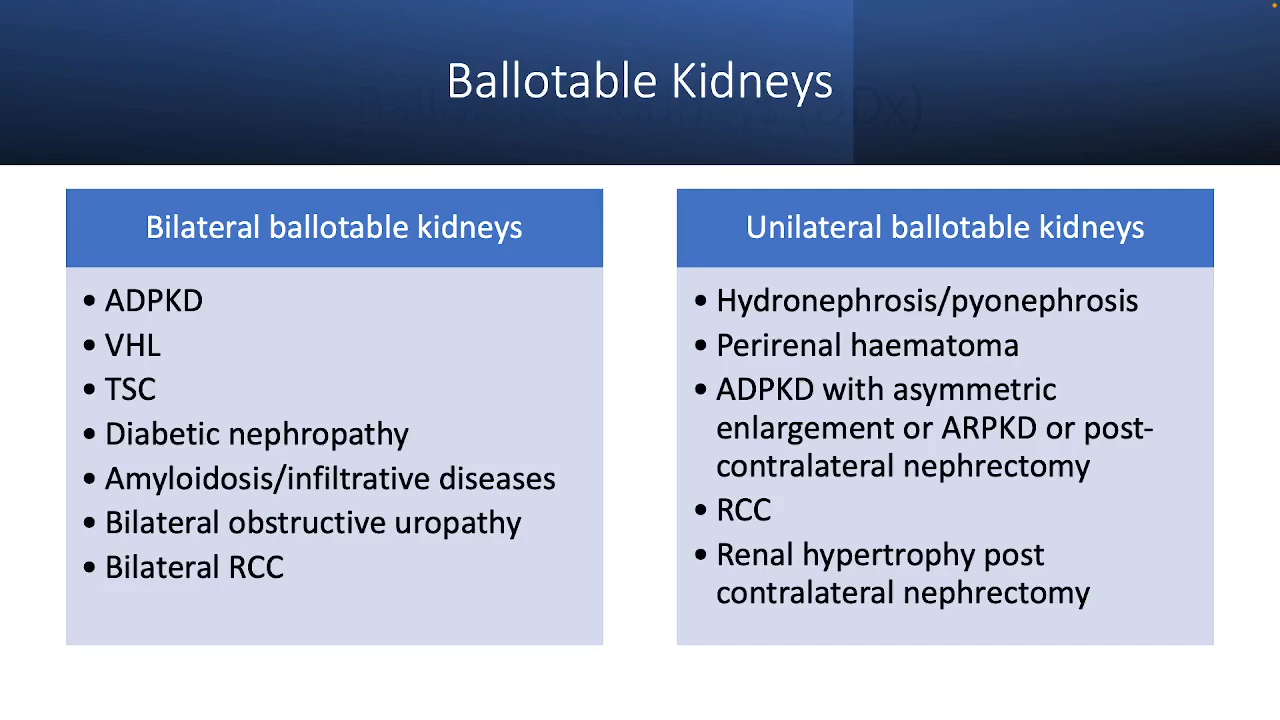 Ballotable Kidneys
Bilateral ballotable kidneys
• ADPKD
• VHL
• TSC
• Diabetic nephropathy
• Amyloidosis/infiltrative diseases
• Bilateral obstructive uropathy
• Bilateral RCC
Unilateral ballotable kidneys
• Hydronephrosis/pyonephrosis
• Perirenal haematoma
• ADPKD with asymmetric
enlargement or ARPKD or post-
contralateral nephrectomy
• RCC
• Renal hypertrophy post
contralateral nephrectomy